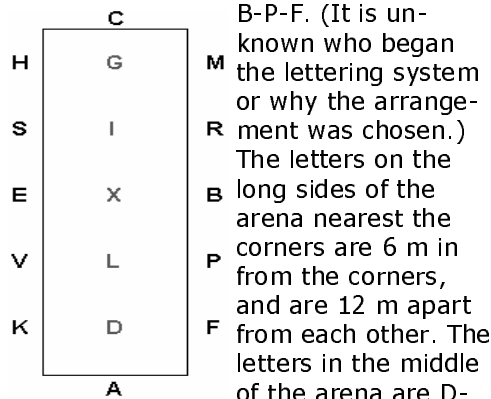 C
H G M
S I R
E X B
V L P
K D F
A
B-P-F. (It is un-
known who began
the lettering system
or why the arrange-
ment was chosen.)
The letters on the
long sides of the
arena nearest the
corners are 6 m in
from the corners,
and are 12 m apart
from each other. The
letters in the middle
of the arena are D-